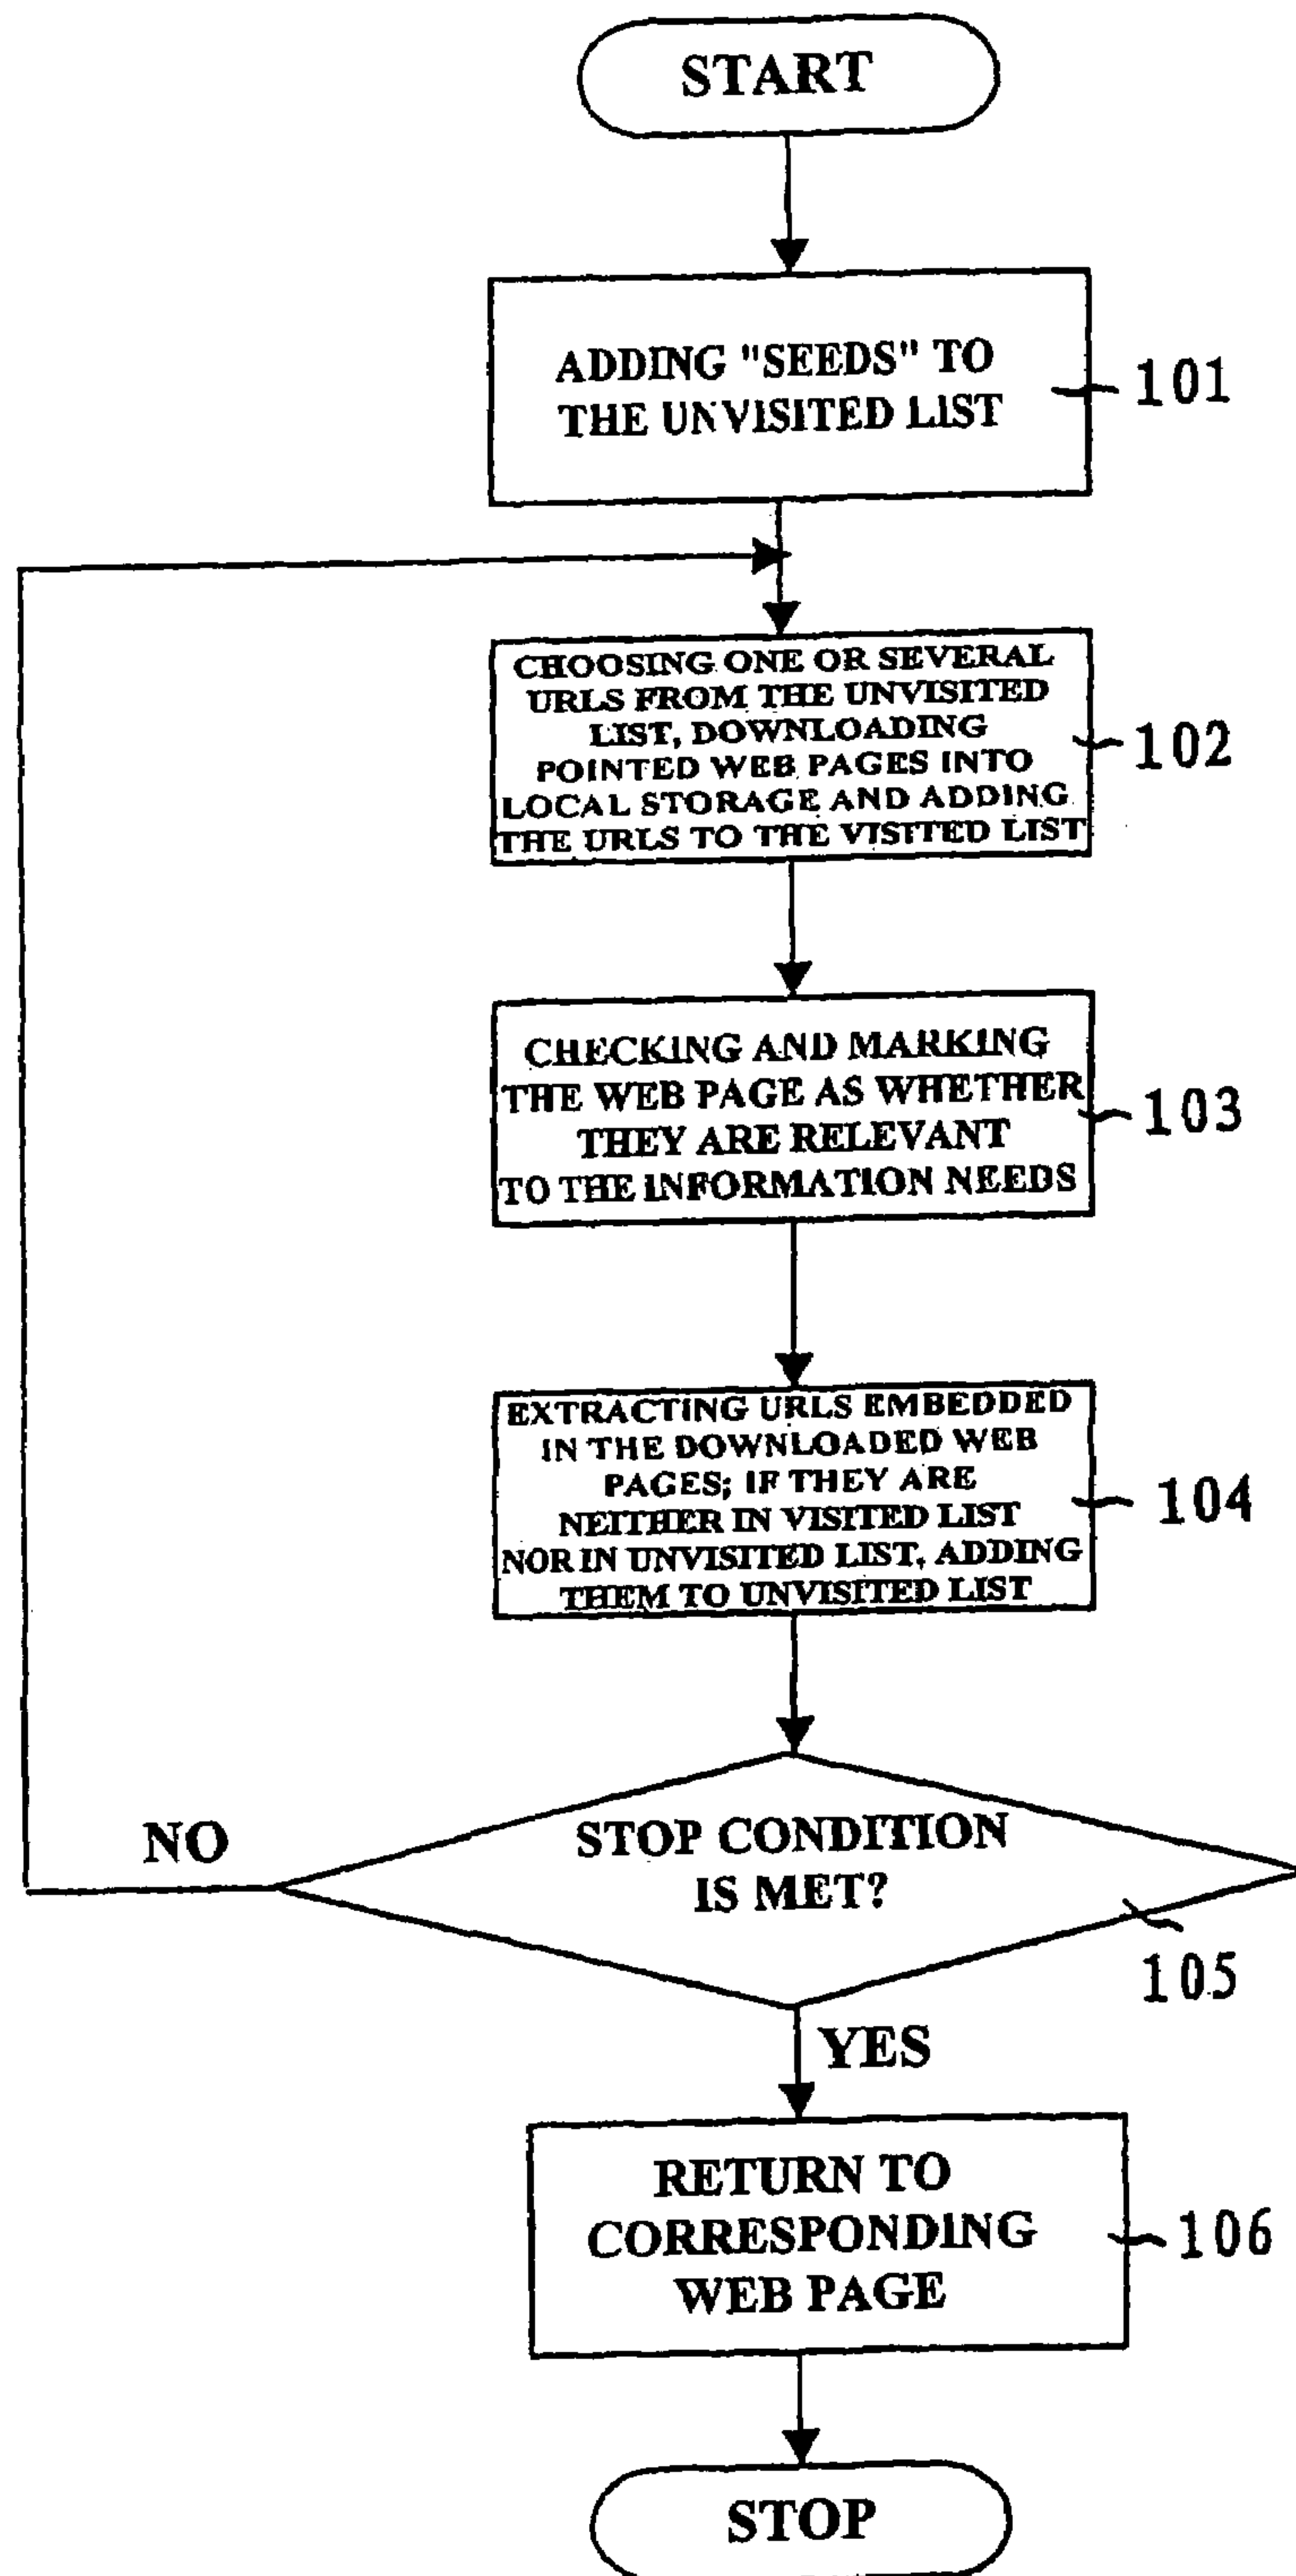 START
ADDING "SEEDS" TO
THE UNVISITED LIST
101
CHOOSING ONE OR SEVERAL
URLS FROM THE UNVISITED
LIST, DOWNLOADING
POINTED WEB PAGES INTO
LOCAL STORAGE AND ADDING
THE URLS TO THE VISITED LIST
102
CHECKING AND MARKING
THE WEB PAGE AS WHETHER
THEY ARE RELEVANT
TO THE INFORMATION NEEDS
103
EXTRACTING URLS EMBEDDED
IN THE DOWNLOADED WEB
PAGES; IF THEY ARE
NEITHER IN VISITED LIST
NOR IN UNVISITED LIST, ADDING
THEM TO UNVISITED LIST
104
NO
STOP CONDITION
IS MET?
105
YES
RETURN TO
CORRESPONDING
WEB PAGE
106
STOP